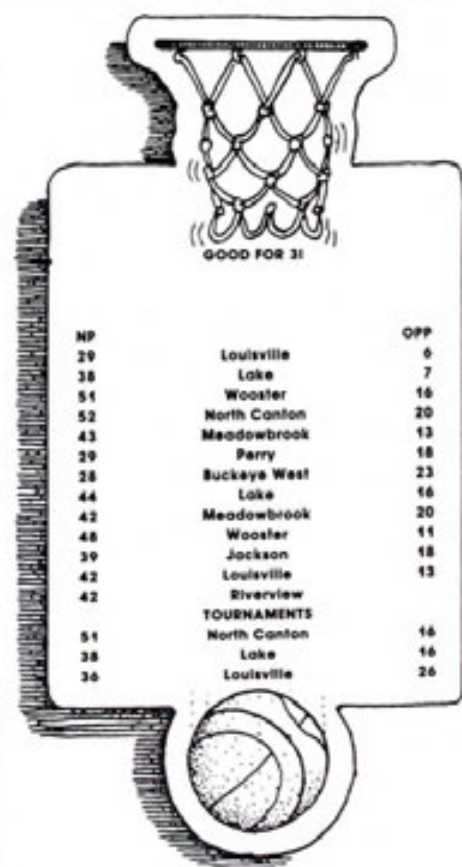 GOOD FOR 3!
NP OPP
29 Louisville 6
38 Lake 7
51 Wooster 16
52 North Canton 20
43 Meadowbrook 13
29 Perry 18
28 Buckeye West 23
44 Lake 16
42 Meadowbrook 20
48 Wooster 11
39 Jackson 18
42 Louisville 13
42 Riverview
TOURNAMENTS
51 North Canton 16
38 Lake 16
36 Louisville 26